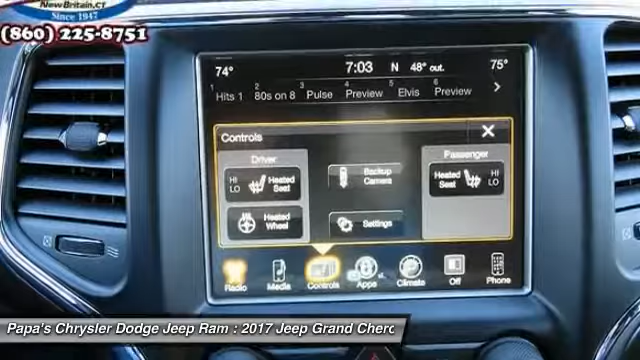 New Britain, CT
Since 1947
(860) 225-8751
74° 7:03 N 48° out. 75°
1 2 3 4 5 6
Hits 1 80s on 8 Pulse Preview Elvis Preview
Controls
Driver Passenger
HI LO Heated Seat Backup Camera Heated Seat HI LO
Heated Wheel Settings
Radio Media Controls Apps Climate Off Phone
Papa's Chrysler Dodge Jeep Ram : 2017 Jeep Grand Cherc